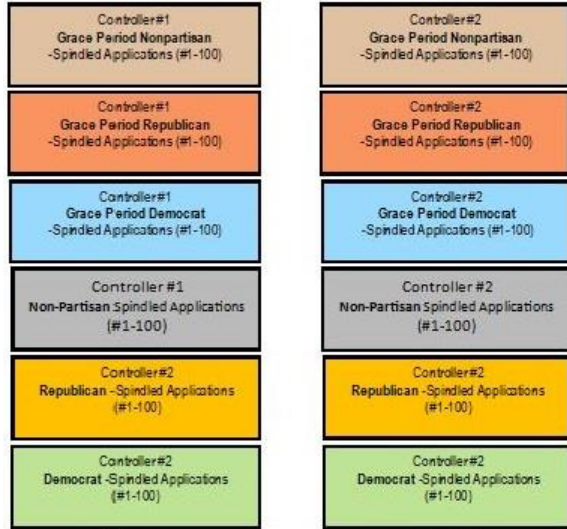 Controller#1
Grace Period Nonpartisan
-Spindled Applications (#1-100)
Controller#1
Grace Period Republican
-Spindled Applications (#1-100)
Controller#1
Grace Period Democrat
-Spindled Applications (#1-100)
Controller #1
Non-Partisan Spindled Applications
(#1-100)
Controller#2
Republican -Spindled Applications
(#1-100)
Controller#2
Democrat -Spindled Applications
(#1-100)
Controller#2
Grace Period Nonpartisan
-Spindled Applications (#1-100)
Controller#2
Grace Period Republican
-Spindled Applications (#1-100)
Controller#2
Grace Period Democrat
-Spindled Applications (#1-100)
Controller #2
Non-Partisan Spindled Applications
(#1-100)
Controller#2
Republican -Spindled Applications
(#1-100)
Controller#2
Democrat -Spindled Applications
(#1-100)